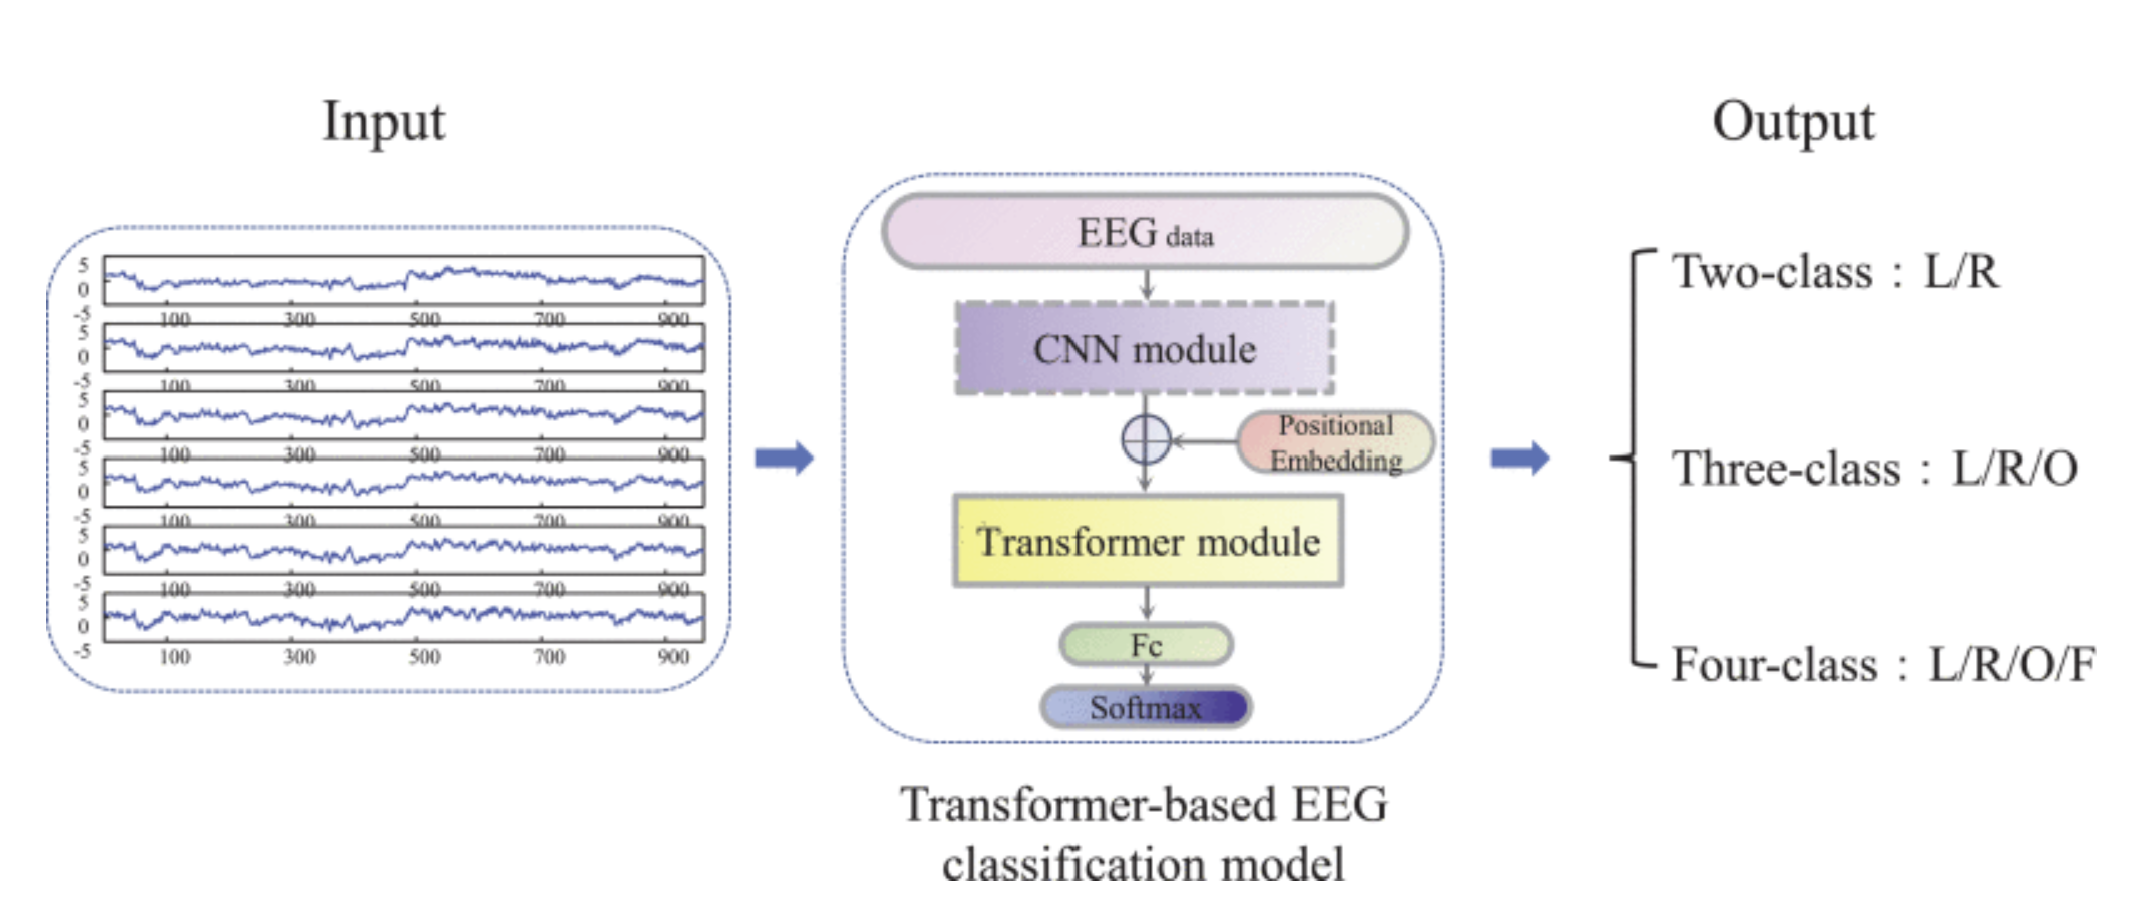 Input
Output
5
0
-5
100 300 500 700 900
5
0
-5
100 300 500 700 900
5
0
-5
100 300 500 700 900
5
0
-5
100 300 500 700 900
5
0
-5
100 300 500 700 900
5
0
-5
100 300 500 700 900
EEG data
CNN module
Positional
Embedding
Transformer module
Fc
Softmax
Transformer-based EEG
classification model
Two-class : L/R
Three-class : L/R/O
Four-class : L/R/O/F